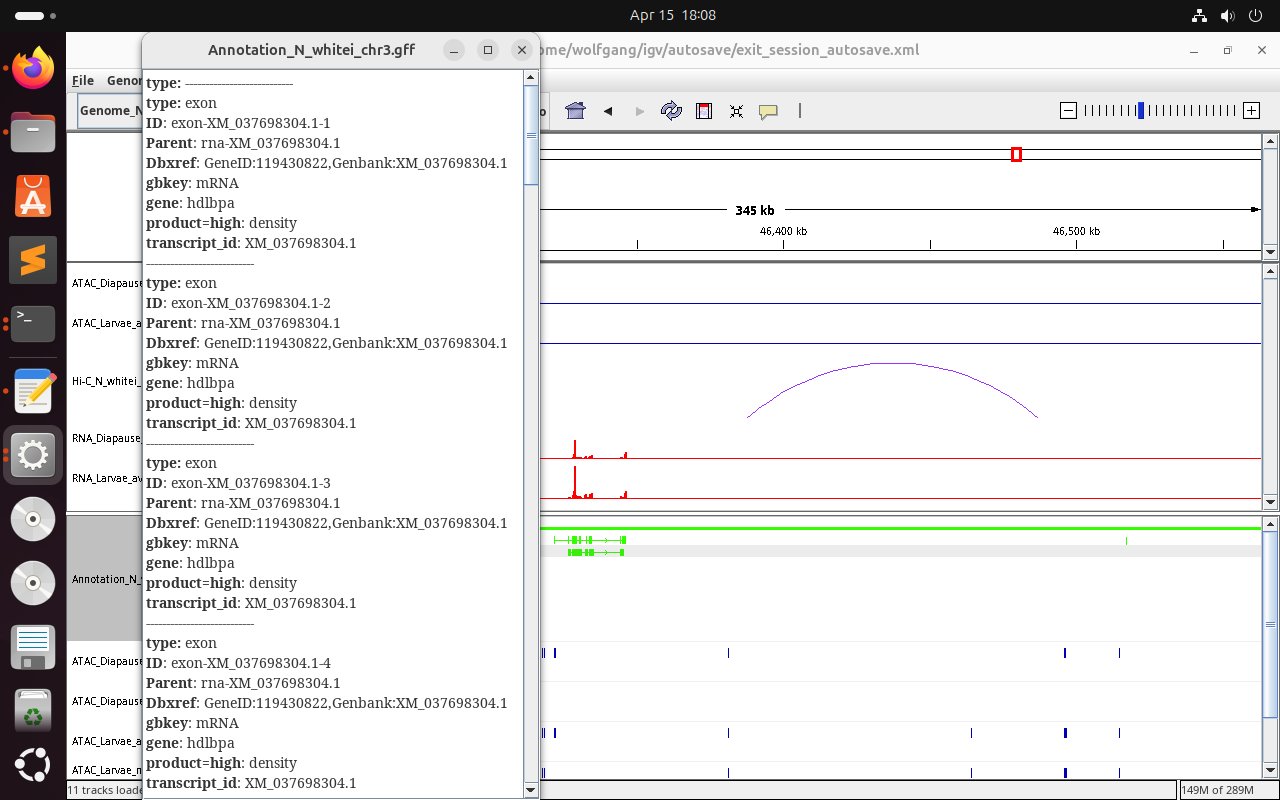 Apr 15 18:08
Annotation_N_whitei_chr3.gff
ome/wolfgang/igv/autosave/exit_session_autosave.xml
File Genom
Genome_N
345 kb
46,400 kb 46,500 kb
type: ---------------------------
type: exon
ID: exon-XM_037698304.1-1
Parent: rna-XM_037698304.1
Dbxref: GeneID:119430822,Genbank:XM_037698304.1
gbkey: mRNA
gene: hdlbpa
product=high: density
transcript_id: XM_037698304.1
---------------------------
type: exon
ID: exon-XM_037698304.1-2
Parent: rna-XM_037698304.1
Dbxref: GeneID:119430822,Genbank:XM_037698304.1
gbkey: mRNA
gene: hdlbpa
product=high: density
transcript_id: XM_037698304.1
---------------------------
type: exon
ID: exon-XM_037698304.1-3
Parent: rna-XM_037698304.1
Dbxref: GeneID:119430822,Genbank:XM_037698304.1
gbkey: mRNA
gene: hdlbpa
product=high: density
transcript_id: XM_037698304.1
---------------------------
type: exon
ID: exon-XM_037698304.1-4
Parent: rna-XM_037698304.1
Dbxref: GeneID:119430822,Genbank:XM_037698304.1
gbkey: mRNA
gene: hdlbpa
product=high: density
transcript_id: XM_037698304.1
ATAC_Diapause
ATAC_Larvae_a
Hi-C_N_whitei_
RNA_Diapause_
RNA_Larvae_av
Annotation_N_
ATAC_Diapaus
ATAC_Diapaus
ATAC_Larvae_a
ATAC_Larvae_n
11 tracks loade
149M of 289M